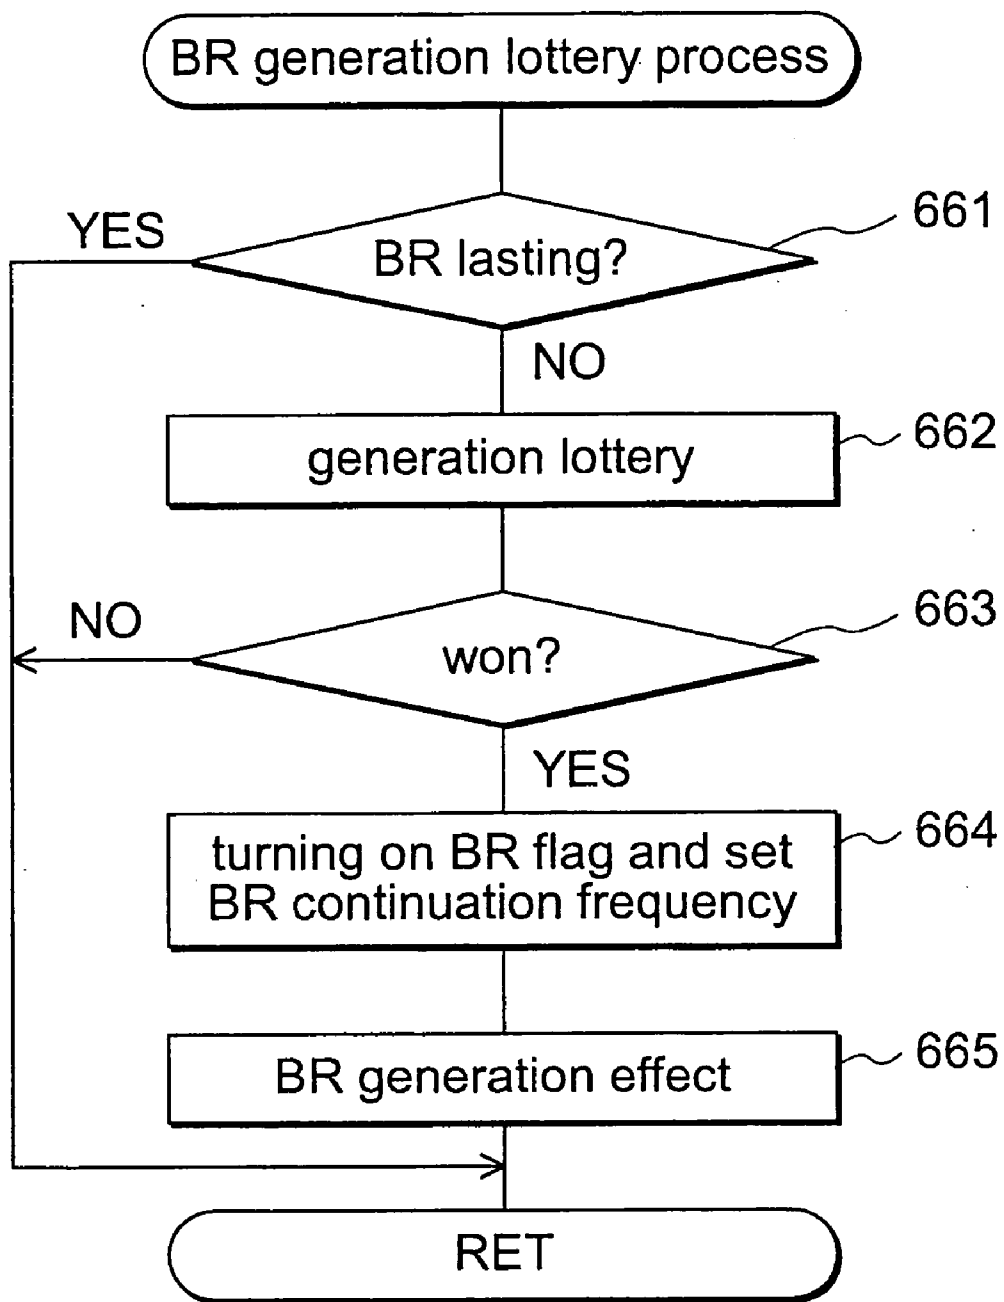 BR generation lottery process
661
YES
BR lasting?
NO
662
generation lottery
663
NO
won?
YES
664
turning on BR flag and set
BR continuation frequency
665
BR generation effect
RET